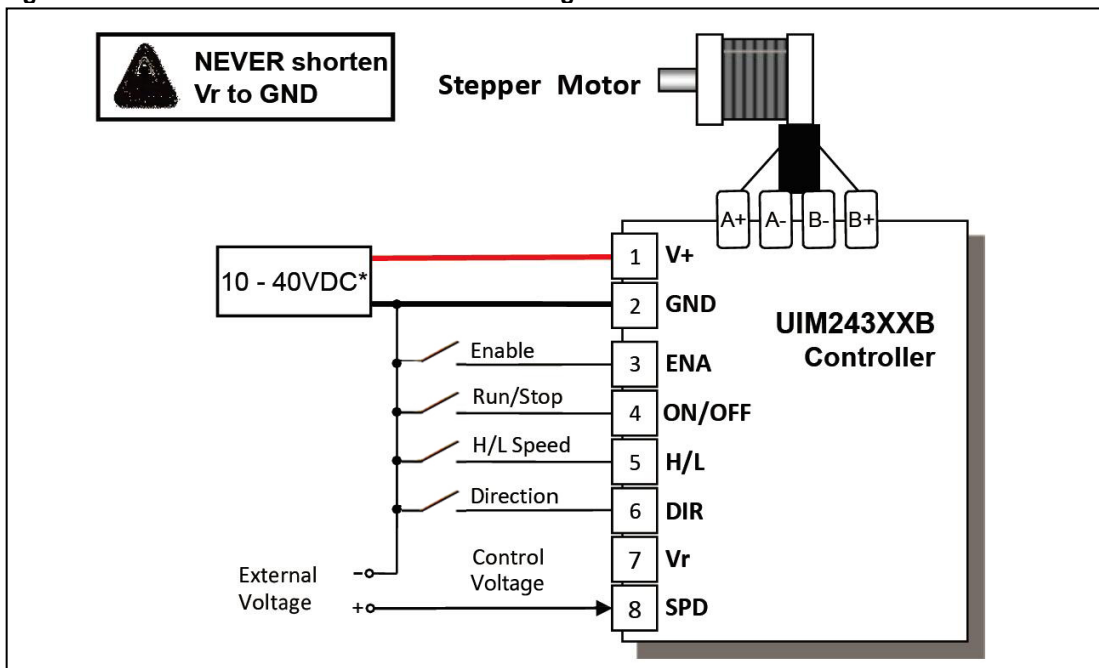 NEVER shorten
Vr to GND
Stepper Motor
A+ A- B- B+
10 - 40VDC*
1 V+
2 GND
UIM243XXB
Controller
Enable
3 ENA
Run/Stop
4 ON/OFF
H/L Speed
5 H/L
Direction
6 DIR
7 Vr
External
Voltage
-
+
Control
Voltage
8 SPD